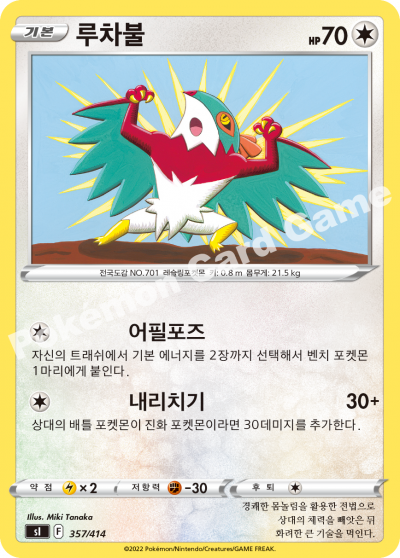 기본 루차불 HP 70
전국도감 NO.701 레슬링포켓몬 키: 0.8 m 몸무게: 21.5 kg
Pokémon Card Game
어필포즈
자신의 트래쉬에서 기본 에너지를 2장까지 선택해서 벤치 포켓몬
1마리에게 붙인다.
내리치기 30+
상대의 배틀 포켓몬이 진화 포켓몬이라면 30데미지를 추가한다.
약점 ×2 저항력 -30 후퇴
Illus. Miki Tanaka
sI F 357/414
경쾌한 몸놀림을 활용한 전법으로
상대의 체력을 빼앗은 뒤
화려한 큰 기술을 먹인다.
©2022 Pokémon/Nintendo/Creatures/GAME FREAK.